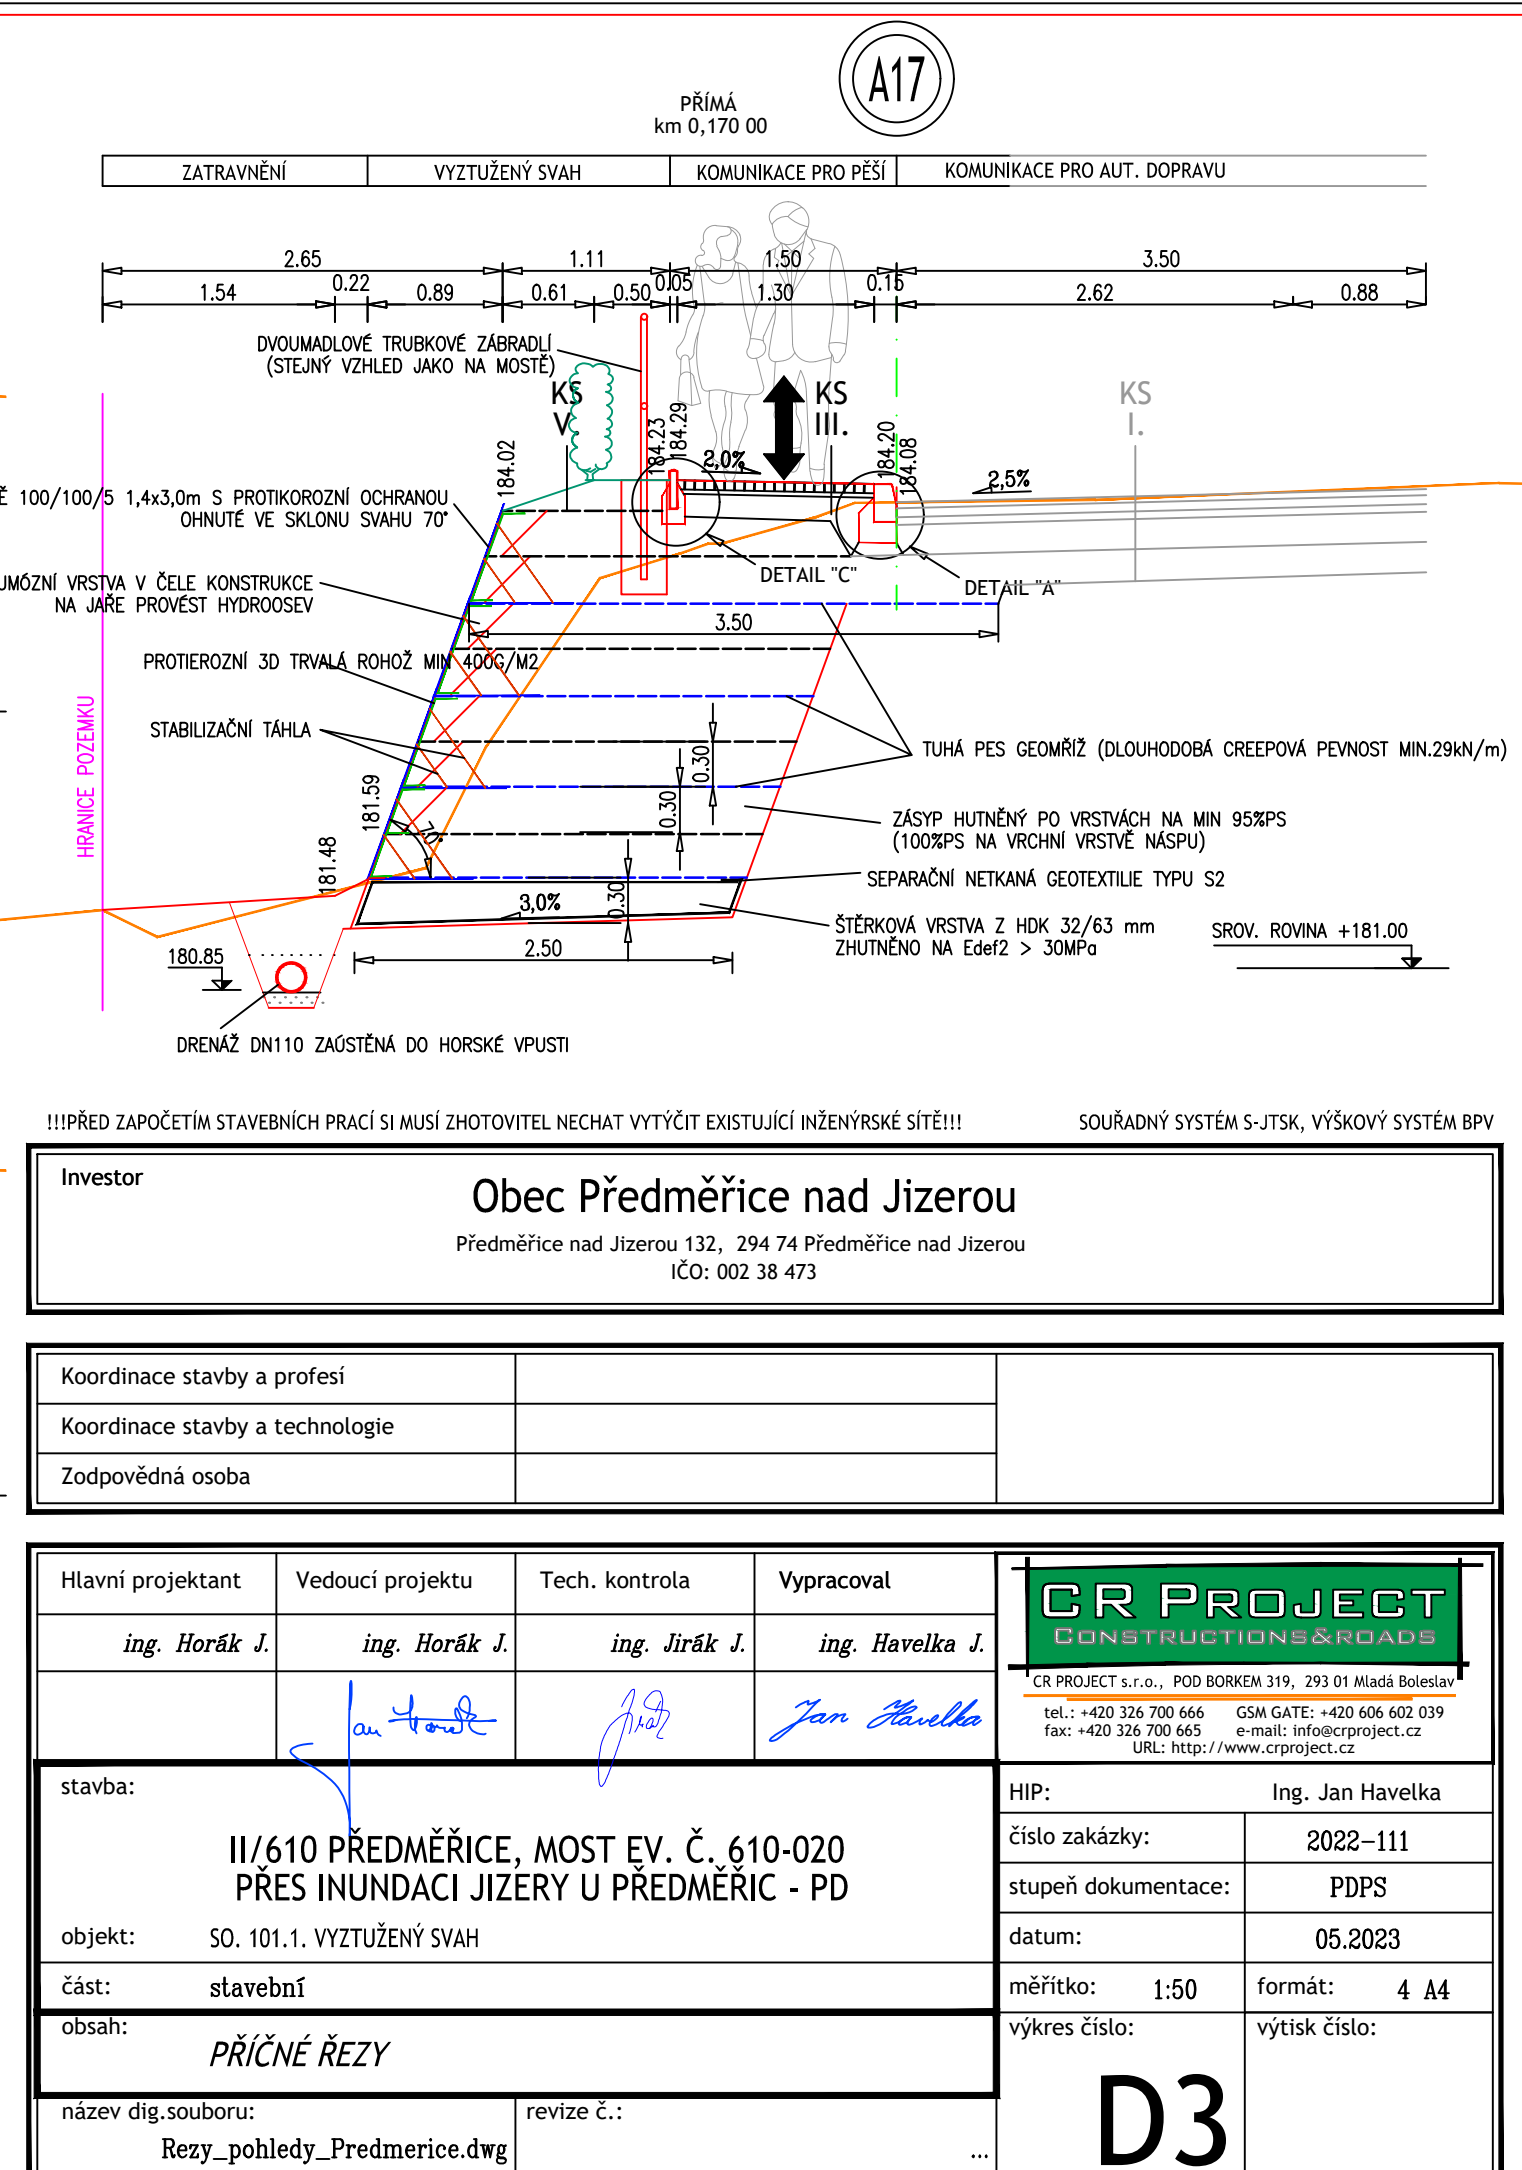 A17
PŘÍMÁ
km 0,170 00
ZATRAVNĚNÍ
VYZTUŽENÝ SVAH
KOMUNIKACE PRO PĚŠÍ
KOMUNIKACE PRO AUT. DOPRAVU
2.65
1.11
1.50
3.50
1.54
0.22
0.89
0.61
0.50
0.05
1.30
0.15
2.62
0.88
DVOUMADLOVÉ TRUBKOVÉ ZÁBRADLÍ
(STEJNÝ VZHLED JAKO NA MOSTĚ)
KS
V.
KS
III.
KS
I.
184.02
184.23
184.29
2,0%
184.20
184.08
2,5%
Ě 100/100/5 1,4x3,0m S PROTIKOROZNÍ OCHRANOU
OHNUTÉ VE SKLONU SVAHU 70°
DETAIL "C"
DETAIL "A"
UMÓZNÍ VRSTVA V ČELE KONSTRUKCE
NA JAŘE PROVÉST HYDROOSEV
3.50
PROTIEROZNÍ 3D TRVALÁ ROHOŽ MIN 400G/M2
STABILIZAČNÍ TÁHLA
HRANICE POZEMKU
TUHÁ PES GEOMŘÍŽ (DLOUHODOBÁ CREEPOVÁ PEVNOST MIN.29kN/m)
0.30
0.30
181.59
70°
181.48
ZÁSYP HUTNĚNÝ PO VRSTVÁCH NA MIN 95%PS
(100%PS NA VRCHNÍ VRSTVĚ NÁSPU)
SEPARAČNÍ NETKANÁ GEOTEXTILIE TYPU S2
3,0%
0.30
ŠTĚRKOVÁ VRSTVA Z HDK 32/63 mm
ZHUTNĚNO NA Edef2 > 30MPa
SROV. ROVINA +181.00
2.50
180.85
DRENÁŽ DN110 ZAÚSTĚNÁ DO HORSKÉ VPUSTI
!!!PŘED ZAPOČETÍM STAVEBNÍCH PRACÍ SI MUSÍ ZHOTOVITEL NECHAT VYTÝČIT EXISTUJÍCÍ INŽENÝRSKÉ SÍTĚ!!!
SOUŘADNÝ SYSTÉM S-JTSK, VÝŠKOVÝ SYSTÉM BPV
Investor
Obec Předměřice nad Jizerou
Předměřice nad Jizerou 132, 294 74 Předměřice nad Jizerou
IČO: 002 38 473
Koordinace stavby a profesí
Koordinace stavby a technologie
Zodpovědná osoba
Hlavní projektant
Vedoucí projektu
Tech. kontrola
Vypracoval
ing. Horák J.
ing. Horák J.
ing. Jirák J.
ing. Havelka J.
Jan Horák
Jirák
Jan Havelka
CR PROJECT
CONSTRUCTIONS&ROADS
CR PROJECT s.r.o., POD BORKEM 319, 293 01 Mladá Boleslav
tel.: +420 326 700 666 GSM GATE: +420 606 602 039
fax: +420 326 700 665 e-mail: info@crproject.cz
URL: http://www.crproject.cz
stavba:
II/610 PŘEDMĚŘICE, MOST EV. Č. 610-020
PŘES INUNDACI JIZERY U PŘEDMĚŘIC - PD
objekt: SO. 101.1. VYZTUŽENÝ SVAH
část: stavební
obsah:
PŘÍČNÉ ŘEZY
název dig.souboru:
Rezy_pohledy_Predmerice.dwg
revize č.:
...
HIP: Ing. Jan Havelka
číslo zakázky: 2022-111
stupeň dokumentace: PDPS
datum: 05.2023
měřítko: 1:50
formát: 4 A4
výkres číslo:
D3
výtisk číslo: